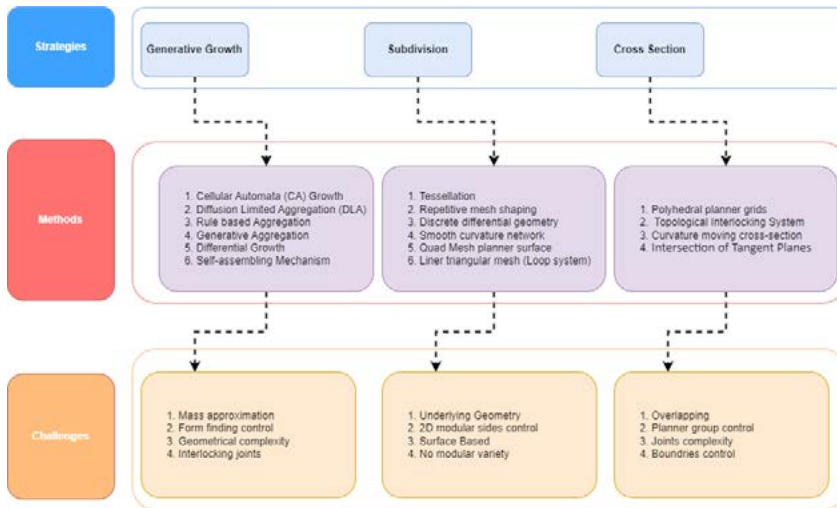 Strategies
Generative Growth
Subdivision
Cross Section
Methods
1. Cellular Automata (CA) Growth
2. Diffusion Limited Aggregation (DLA)
3. Rule based Aggregation
4. Generative Aggregation
5. Differential Growth
6. Self-assembling Mechanism
1. Tessellation
2. Repetitive mesh shaping
3. Discrete differential geometry
4. Smooth curvature network
5. Quad Mesh planner surface
6. Liner triangular mesh (Loop system)
1. Polyhedral planner grids
2. Topological Interlocking System
3. Curvature moving cross-section
4. Intersection of Tangent Planes
Challenges
1. Mass approximation
2. Form finding control
3. Geometrical complexity
4. Interlocking joints
1. Underlying Geometry
2. 2D modular sides control
3. Surface Based
4. No modular variety
1. Overlapping
2. Planner group control
3. Joints complexity
4. Boundries control